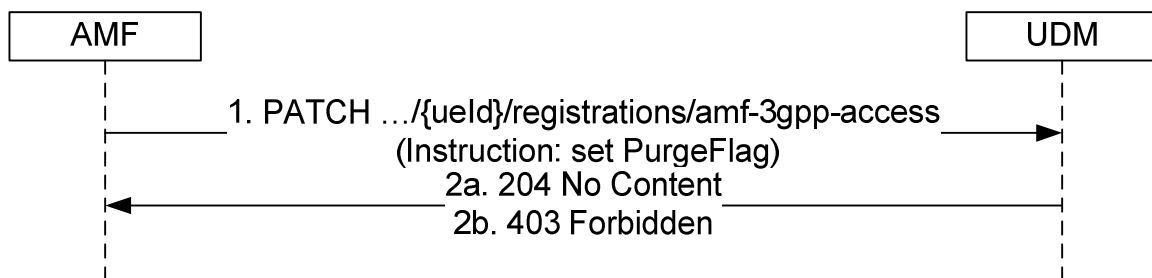 AMF
UDM
1. PATCH …/{ueId}/registrations/amf-3gpp-access
(Instruction: set PurgeFlag)
2a. 204 No Content
2b. 403 Forbidden